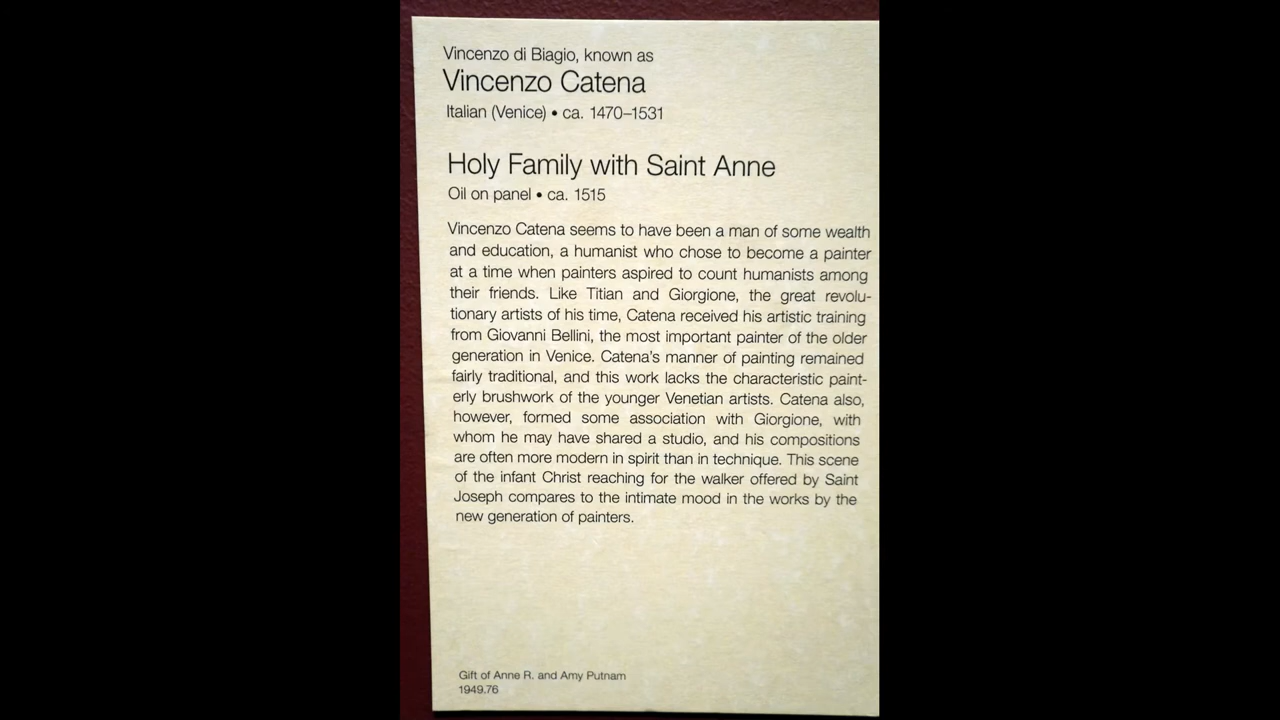 Vincenzo di Biagio, known as
Vincenzo Catena
Italian (Venice) • ca. 1470–1531
Holy Family with Saint Anne
Oil on panel • ca. 1515
Vincenzo Catena seems to have been a man of some wealth
and education, a humanist who chose to become a painter
at a time when painters aspired to count humanists among
their friends. Like Titian and Giorgione, the great revolu-
tionary artists of his time, Catena received his artistic training
from Giovanni Bellini, the most important painter of the older
generation in Venice. Catena's manner of painting remained
fairly traditional, and this work lacks the characteristic paint-
erly brushwork of the younger Venetian artists. Catena also,
however, formed some association with Giorgione, with
whom he may have shared a studio, and his compositions
are often more modern in spirit than in technique. This scene
of the infant Christ reaching for the walker offered by Saint
Joseph compares to the intimate mood in the works by the
new generation of painters.
Gift of Anne R. and Amy Putnam
1949.76